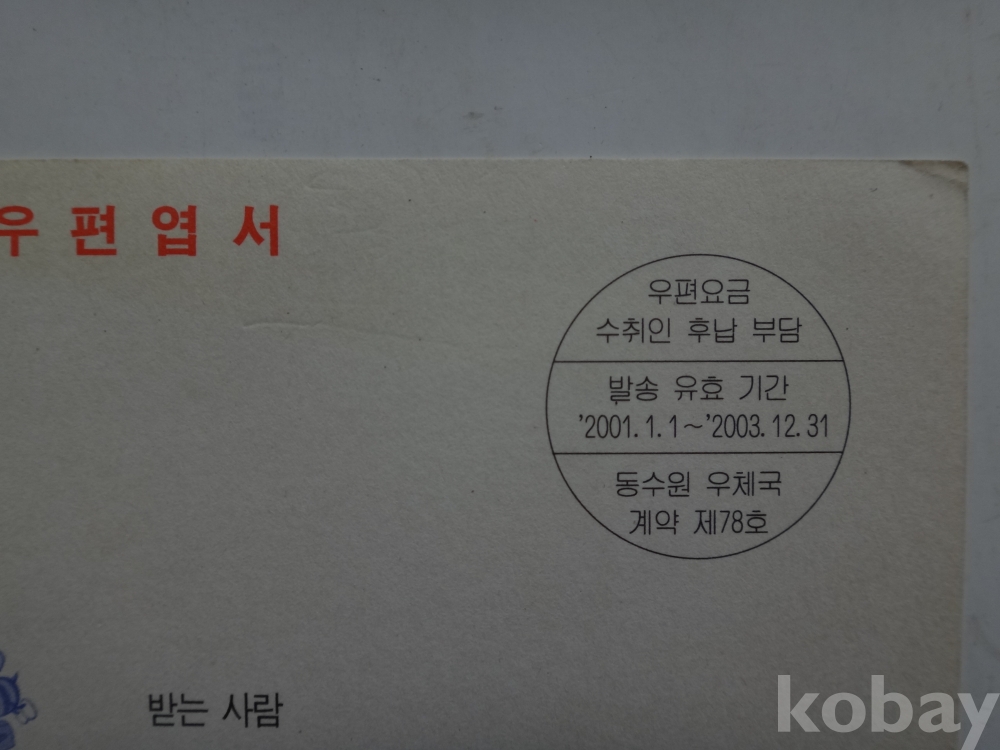 우편엽서
우편요금
수취인 후납 부담
발송 유효 기간
'2001.1.1~'2003.12.31
동수원 우체국
계약 제78호
받는 사람
kobay